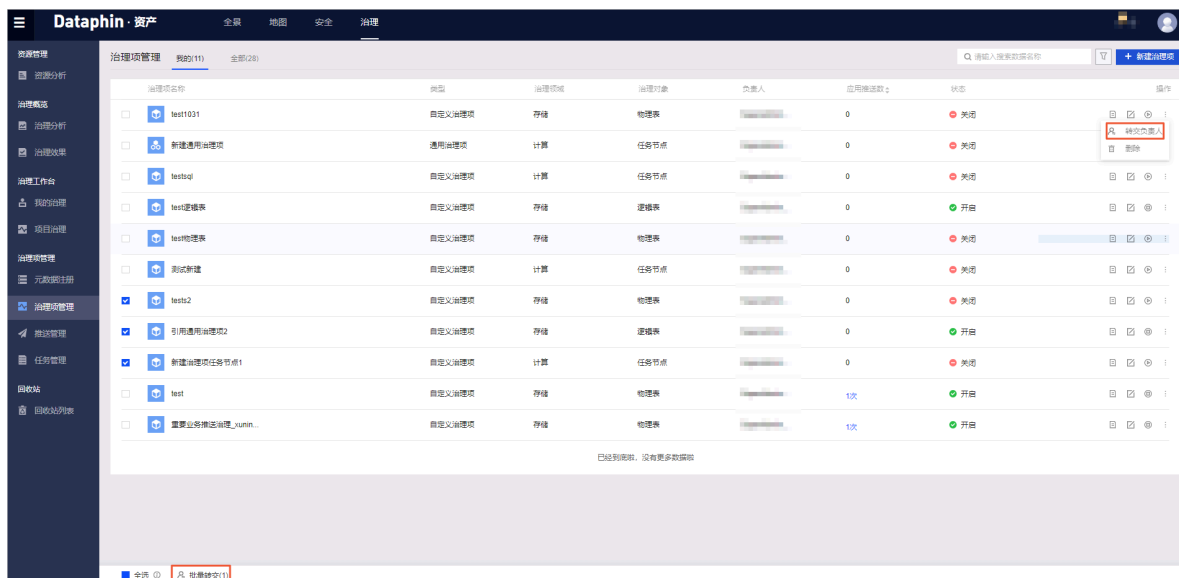 Dataphin · 资产 全景 地图 安全 治理
资源管理
资源分析
治理概览
治理分析
治理效果
治理工作台
我的治理
项目治理
治理项管理
元数据注册
治理项管理
推送管理
任务管理
回收站
回收站列表
治理项管理 我的(11) 全部(28) 请输入搜索数据名称 + 新建治理项
治理项名称 类型 治理领域 治理对象 负责人 应用推送数 状态 操作
test1031 自定义治理项 存储 物理表 0 关闭
转交负责人
删除
新建通用治理项 通用治理项 计算 任务节点 0 关闭
testsql 自定义治理项 计算 任务节点 0 关闭
test逻辑表 自定义治理项 存储 逻辑表 0 开启
test物理表 自定义治理项 存储 物理表 0 关闭
测试新建 自定义治理项 计算 任务节点 0 关闭
tests2 自定义治理项 存储 物理表 0 关闭
引用通用治理项2 自定义治理项 存储 逻辑表 0 开启
新建治理项任务节点1 自定义治理项 计算 任务节点 0 关闭
test 自定义治理项 存储 物理表 1次 开启
重要业务推送治理_xunin... 自定义治理项 存储 物理表 1次 开启
已经到底啦，没有更多数据啦
全选 批量转交(1)